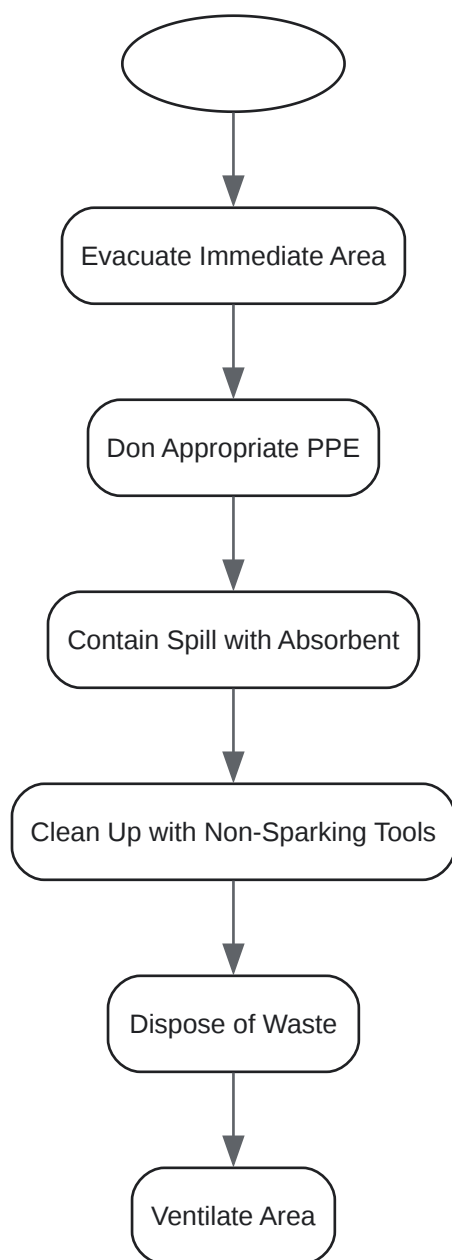 Evacuate Immediate Area
Don Appropriate PPE
Contain Spill with Absorbent
Clean Up with Non-Sparking Tools
Dispose of Waste
Ventilate Area